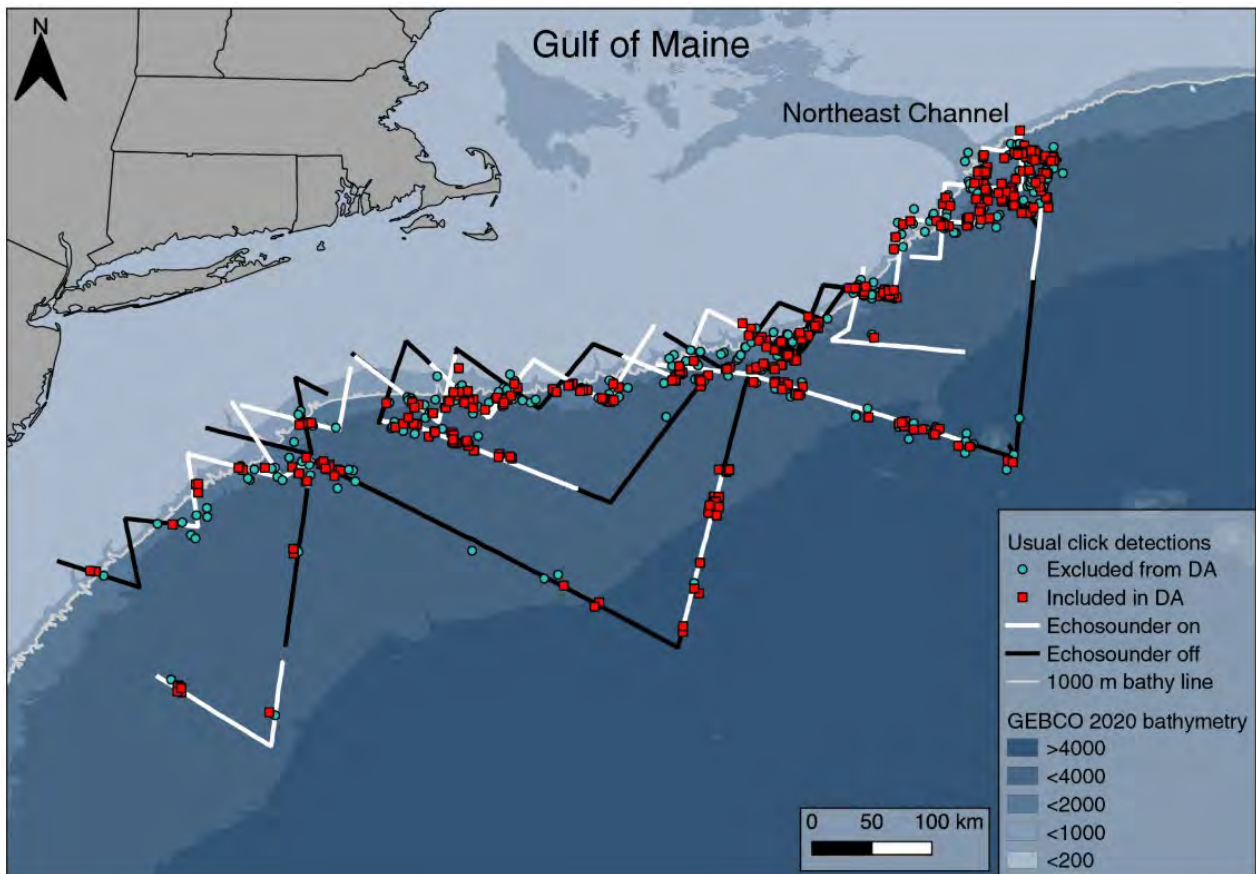 N
Gulf of Maine
Northeast Channel
Usual click detections
Excluded from DA
Included in DA
Echosounder on
Echosounder off
1000 m bathy line
GEBCO 2020 bathymetry
>4000
<4000
<2000
<1000
<200
0 50 100 km